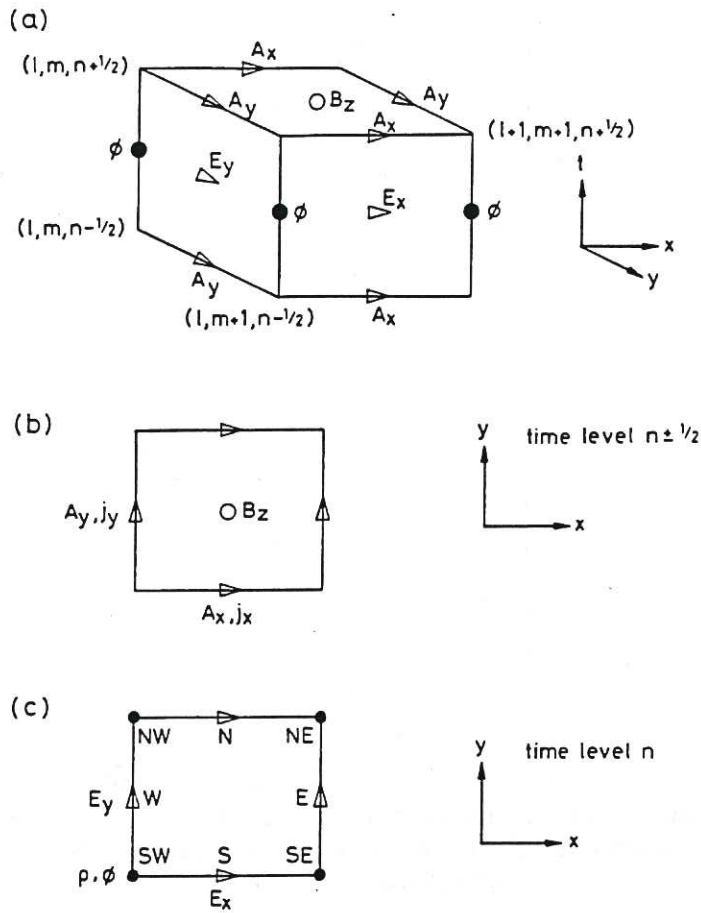 (a)
Ax
(l,m,n+1/2)
Ay
Bz
Ay
Ax
(l+1,m+1,n+1/2)
ϕ
Ey
t
ϕ
Ex
ϕ
(l,m,n-1/2)
x
Ay
y
(l,m+1,n-1/2)
Ax
(b)
y
time level n ± 1/2
Ay,jy
Bz
x
Ax,jx
(c)
NW
N
NE
y
time level n
Ey
W
E
SW
S
SE
x
ρ,ϕ
Ex